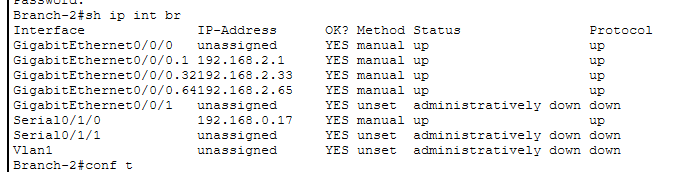 Password:
Branch-2#sh ip int br
Interface              IP-Address      OK? Method Status                Protocol
GigabitEthernet0/0/0   unassigned      YES manual up                    up
GigabitEthernet0/0/0.1 192.168.2.1     YES manual up                    up
GigabitEthernet0/0/0.32192.168.2.33    YES manual up                    up
GigabitEthernet0/0/0.64192.168.2.65    YES manual up                    up
GigabitEthernet0/0/1   unassigned      YES unset  administratively down down
Serial0/1/0            192.168.0.17    YES manual up                    up
Serial0/1/1            unassigned      YES unset  administratively down down
Vlan1                  unassigned      YES unset  administratively down down
Branch-2#conf t